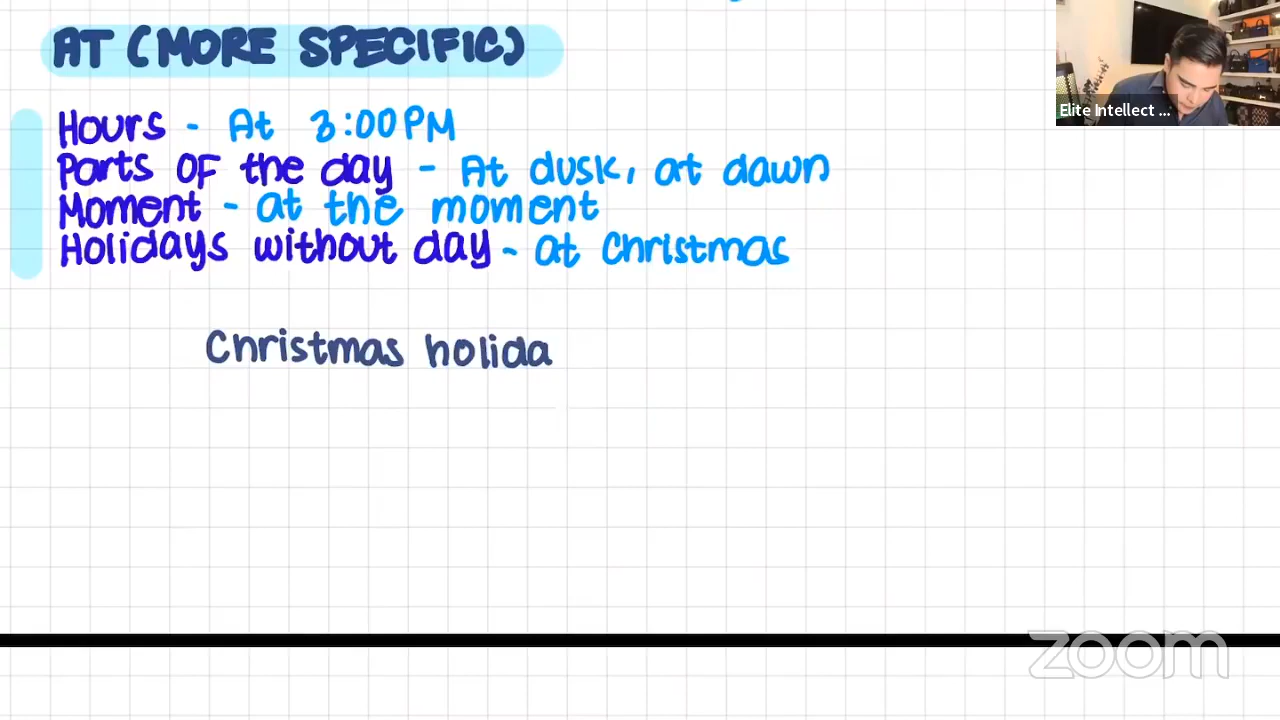 AT (MORE SPECIFIC)
Elite Intellect ...
Hours - At 3:00PM
Parts of the day - At dusk, at dawn
Moment - at the moment
Holidays without day - at Christmas
Christmas holida
zoom